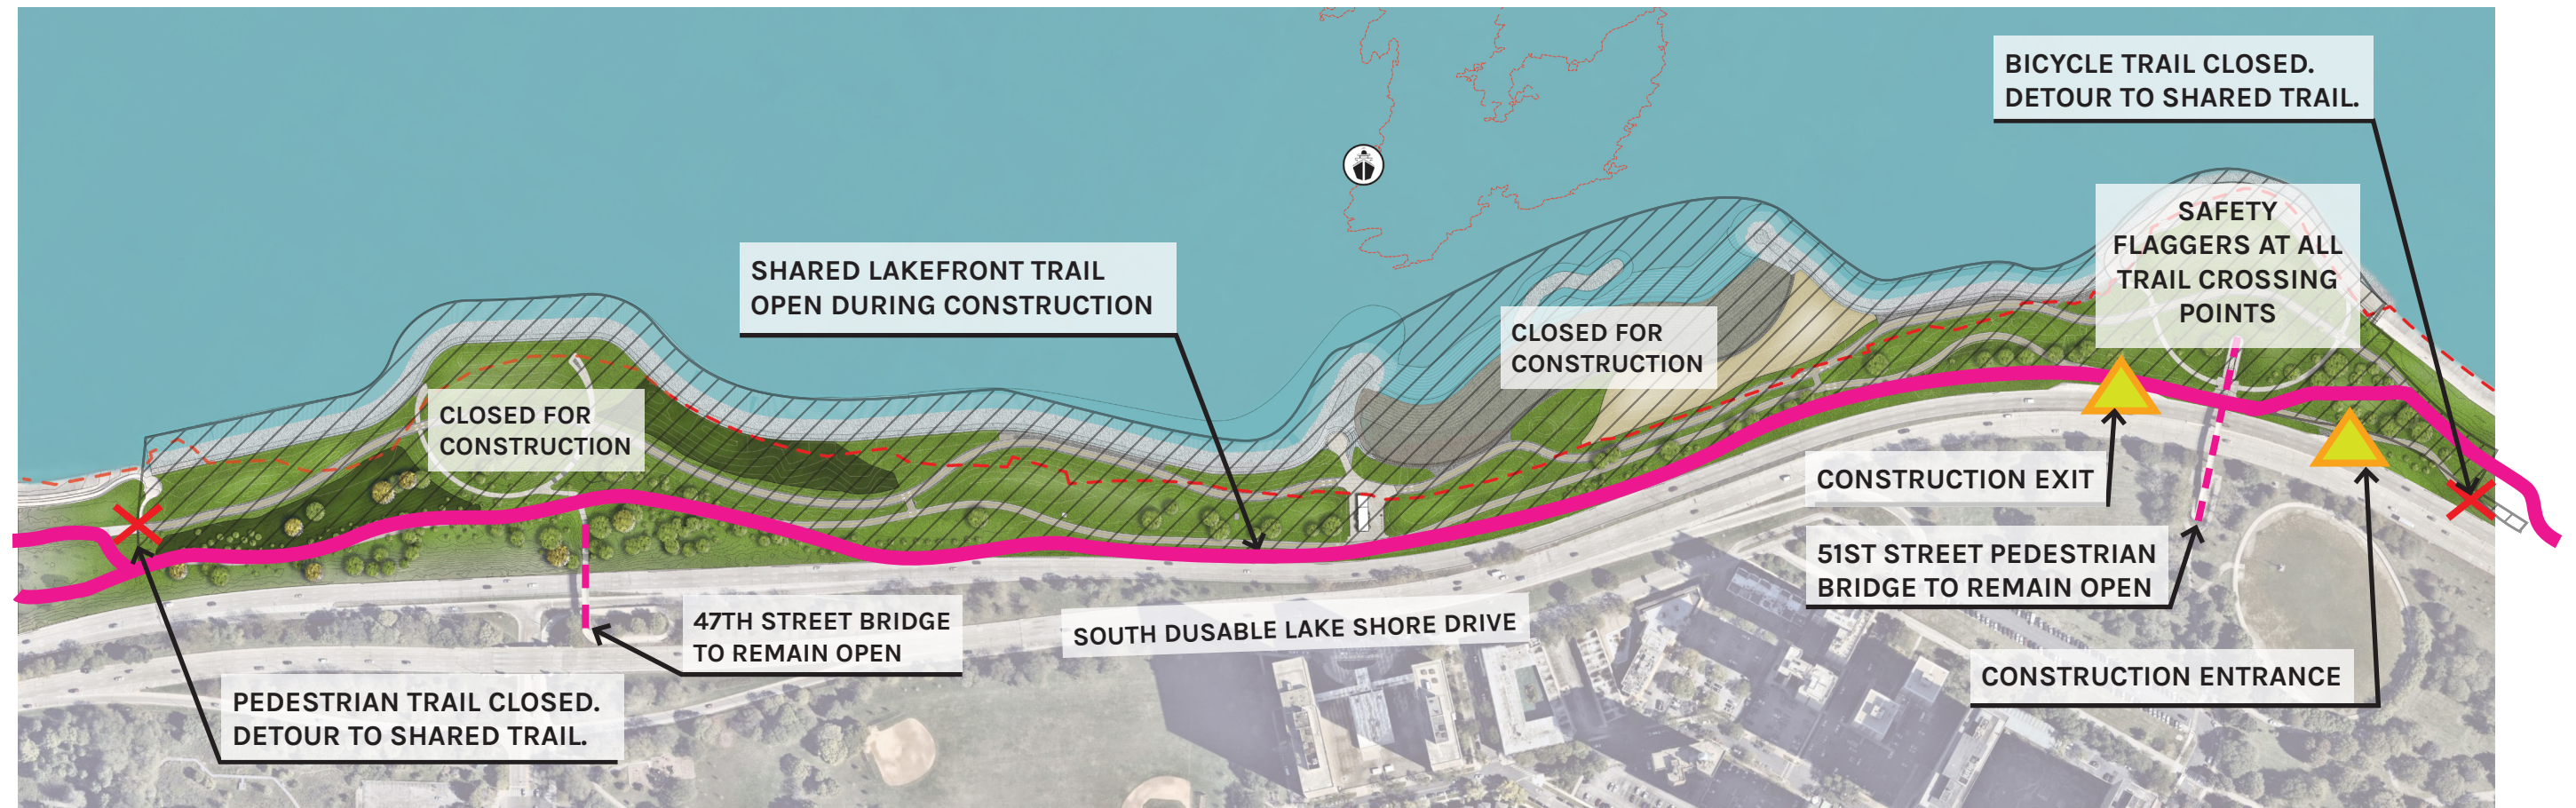 BICYCLE TRAIL CLOSED.
DETOUR TO SHARED TRAIL.
SAFETY
FLAGGERS AT ALL
TRAIL CROSSING
POINTS
SHARED LAKEFRONT TRAIL
OPEN DURING CONSTRUCTION
CLOSED FOR
CONSTRUCTION
CLOSED FOR
CONSTRUCTION
CONSTRUCTION EXIT
51ST STREET PEDESTRIAN
BRIDGE TO REMAIN OPEN
47TH STREET BRIDGE
TO REMAIN OPEN
SOUTH DUSABLE LAKE SHORE DRIVE
CONSTRUCTION ENTRANCE
PEDESTRIAN TRAIL CLOSED.
DETOUR TO SHARED TRAIL.